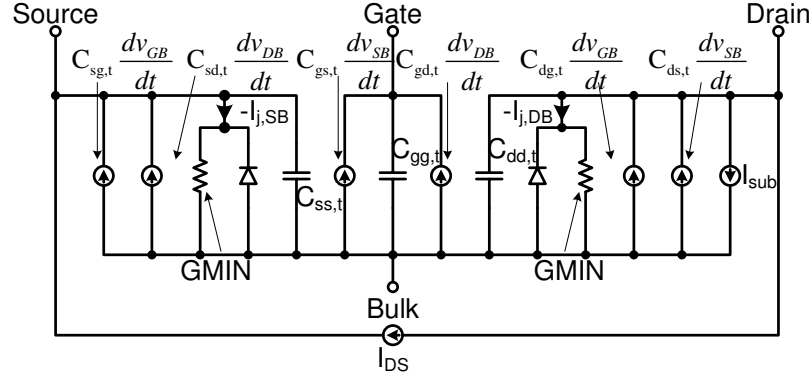 Source Gate Drain
C_sg,t dv_GB/dt C_sd,t dv_DB/dt C_gs,t dv_SB/dt C_gd,t dv_DB/dt C_dg,t dv_GB/dt C_ds,t dv_SB/dt
-I_j,SB -I_j,DB
C_gg,t C_dd,t
C_ss,t I_sub
GMIN GMIN
Bulk
I_DS